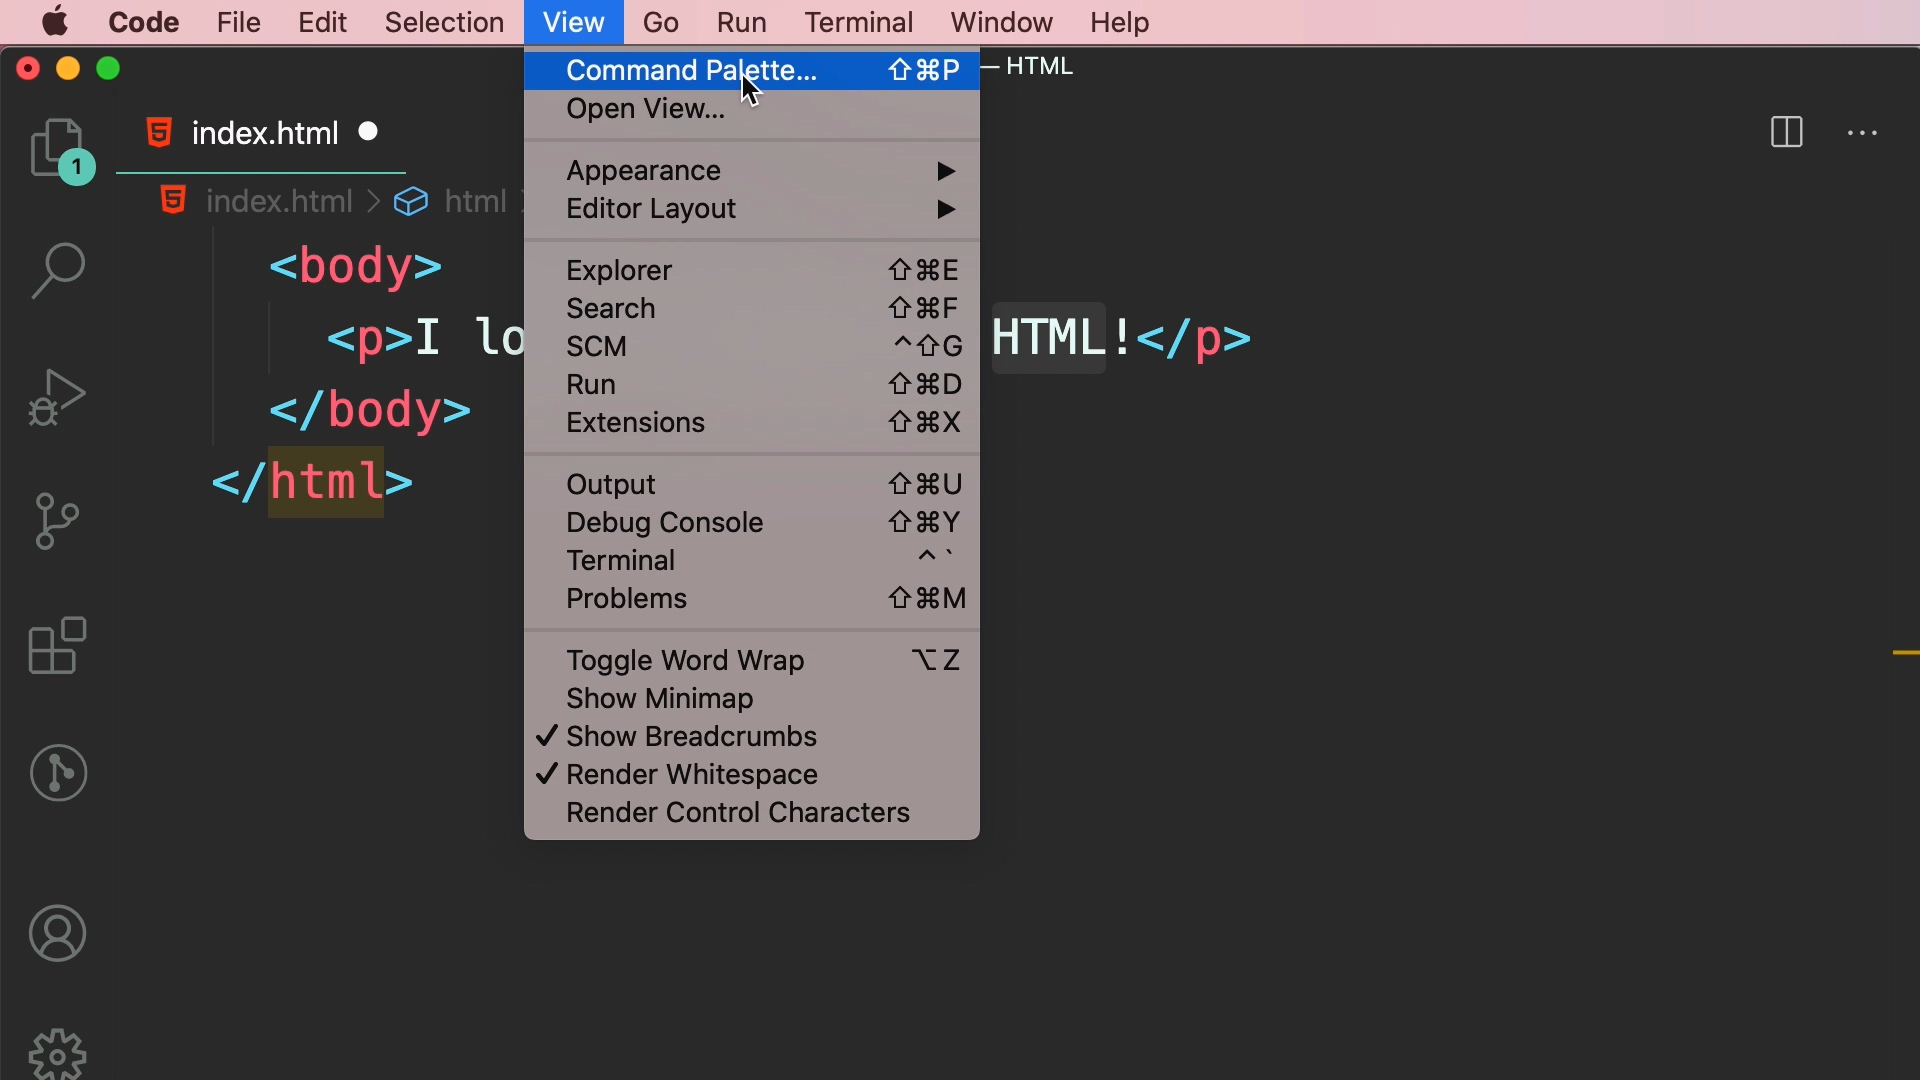 Code File Edit Selection View Go Run Terminal Window Help
— HTML
1
index.html
index.html > html
<body>
<p>I lo
HTML!</p>
</body>
</html>
Command Palette... ⇧⌘P
Open View...
Appearance
Editor Layout
Explorer ⇧⌘E
Search ⇧⌘F
SCM ^⇧G
Run ⇧⌘D
Extensions ⇧⌘X
Output ⇧⌘U
Debug Console ⇧⌘Y
Terminal ^`
Problems ⇧⌘M
Toggle Word Wrap ⌥Z
Show Minimap
✓ Show Breadcrumbs
✓ Render Whitespace
Render Control Characters